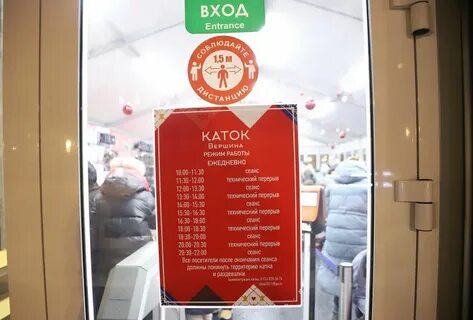 ВХОД
Entrance
СОБЛЮДАЙТЕ
1,5 м
ДИСТАНЦИЮ
КАТОК
ВЕРШИНА
РЕЖИМ РАБОТЫ
ЕЖЕДНЕВНО
10:00-11:30 сеанс
11:30-12:00 технический перерыв
12:00-13:30 сеанс
13:30-14:00 технический перерыв
14:00-15:30 сеанс
15:30-16:30 технический перерыв
16:30-18:00 сеанс
18:00-18:30 технический перерыв
18:30-20:00 сеанс
20:00-20:30 технический перерыв
20:30-22:00 сеанс
Все посетители после окончания сеанса
должны покинуть территорию катка
и раздевалки.